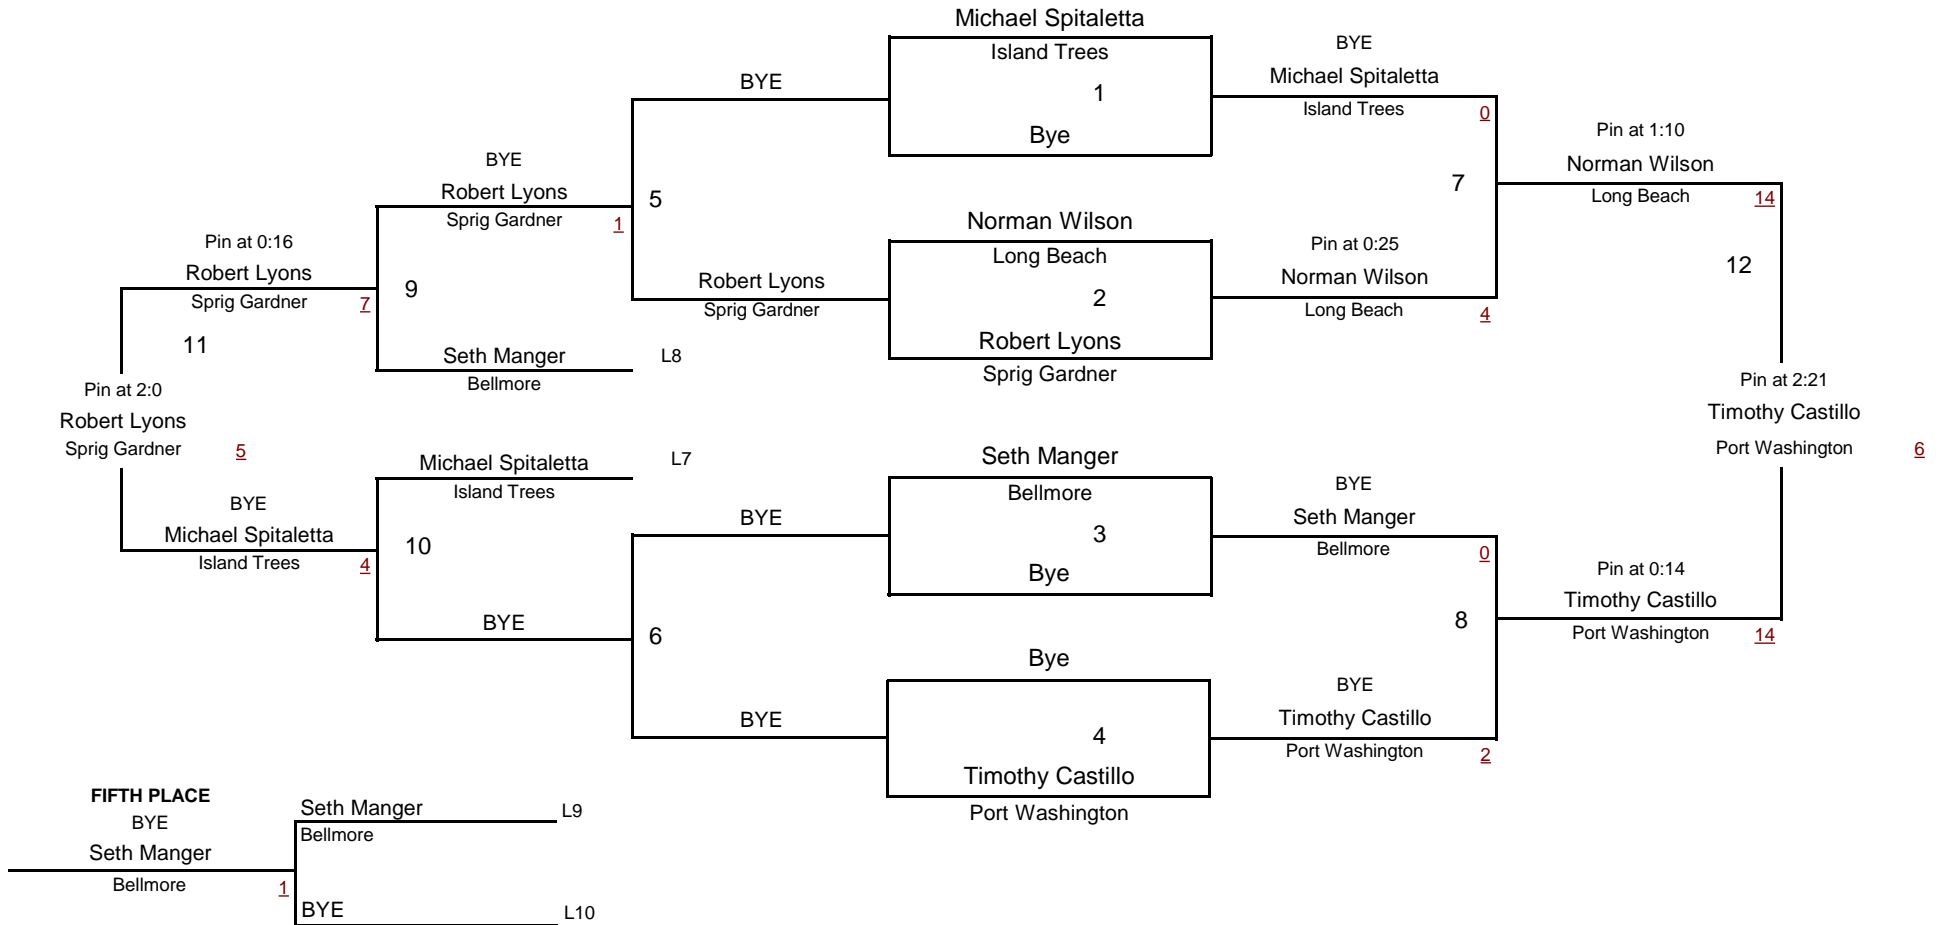 Michael Spitaletta
Island Trees
1
Bye
BYE
Michael Spitaletta
Island Trees
0
BYE
Pin at 1:10
Norman Wilson
Long Beach
14
BYE
Robert Lyons
Sprig Gardner
1
5
7
Norman Wilson
Long Beach
2
Robert Lyons
Sprig Gardner
Pin at 0:25
Norman Wilson
Long Beach
4
Robert Lyons
Sprig Gardner
12
Pin at 0:16
Robert Lyons
Sprig Gardner
7
9
11
Seth Manger
Bellmore
L8
Pin at 2:0
Robert Lyons
Sprig Gardner
5
Pin at 2:21
Timothy Castillo
Port Washington
6
Michael Spitaletta
Island Trees
L7
Seth Manger
Bellmore
3
Bye
BYE
Seth Manger
Bellmore
0
BYE
Michael Spitaletta
Island Trees
4
10
BYE
BYE
6
8
Pin at 0:14
Timothy Castillo
Port Washington
14
Bye
4
Timothy Castillo
Port Washington
BYE
Timothy Castillo
Port Washington
2
BYE
FIFTH PLACE
BYE
Seth Manger
Bellmore
1
Seth Manger
Bellmore
L9
BYE
L10